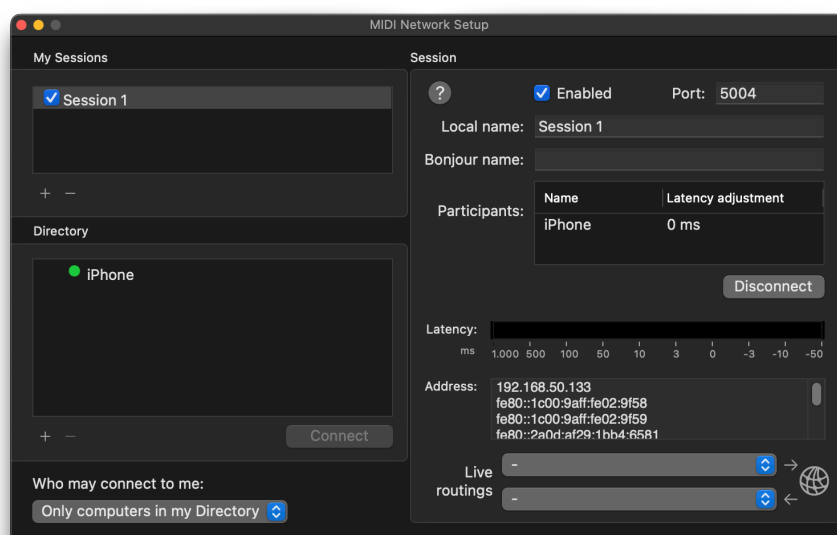 MIDI Network Setup
My Sessions
Session 1
+ −
Directory
iPhone
+ −
Connect
Who may connect to me:
Only computers in my Directory
Session
?
Enabled
Port: 5004
Local name: Session 1
Bonjour name:
Participants:
Name Latency adjustment
iPhone 0 ms
Disconnect
Latency:
ms 1.000 500 100 50 10 3 0 -3 -10 -50
Address: 192.168.50.133
fe80::1c00:9aff:fe02:9f58
fe80::1c00:9aff:fe02:9f59
fe80::2a0d:af29:1bb4:6581
Live routings
-
-